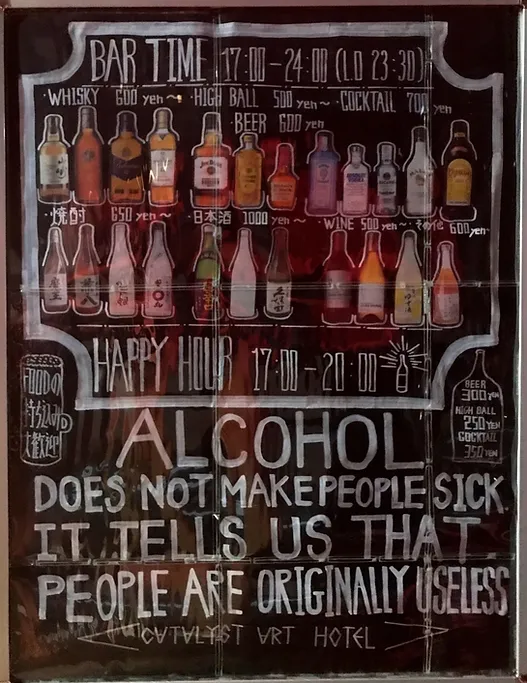 BAR TIME 17:00-24:00 (L.O 23:30)
・WHISKY 600 yen〜 ・HIGH BALL 500 yen〜 ・COCKTAIL 700 yen
・BEER 600 yen
・焼酎 650 yen〜 ・日本酒 1000 yen〜 ・WINE 500 yen〜 ・その他 600 yen
HAPPY HOUR 17:00-20:00
FOODの
持ち込み
大歓迎
BEER
300 YEN
HIGH BALL
250 YEN
COCKTAIL
350 YEN
ALCOHOL
DOES NOT MAKE PEOPLE SICK
IT TELLS US THAT
PEOPLE ARE ORIGINALLY USELESS
CATALYST ART HOTEL